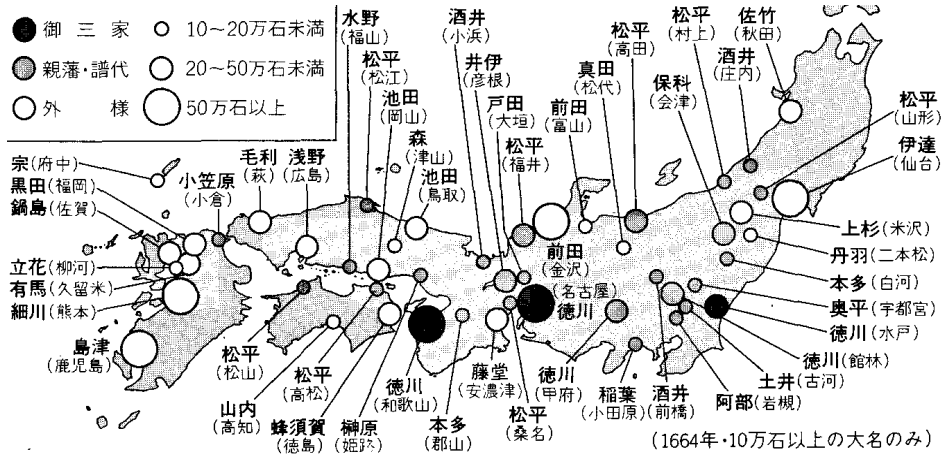 御三家
10〜20万石未満
親藩・譜代
20〜50万石未満
外様
50万石以上
水野
(福山)
松平
(松江)
池田
(岡山)
森
(津山)
池田
(鳥取)
酒井
(小浜)
井伊
(彦根)
戸田
(大垣)
松平
(福井)
前田
(富山)
真田
(松代)
松平
(高田)
松平
(村上)
保科
(会津)
酒井
(庄内)
佐竹
(秋田)
松平
(山形)
伊達
(仙台)
宗(府中)
黒田(福岡)
鍋島(佐賀)
小笠原
(小倉)
毛利
(萩)
浅野
(広島)
立花(柳河)
有馬(久留米)
細川(熊本)
島津
(鹿児島)
松平
(松山)
山内
(高知)
松平
(高松)
蜂須賀
(徳島)
榊原
(姫路)
徳川
(和歌山)
本多
(郡山)
藤堂
(安濃津)
松平
(桑名)
前田
(金沢)
(名古屋)
徳川
徳川
(甲府)
稲葉
(小田原)
酒井
(前橋)
阿部(岩槻)
土井(古河)
徳川(館林)
徳川(水戸)
奥平(宇都宮)
本多(白河)
丹羽(二本松)
上杉(米沢)
(1664年・10万石以上の大名のみ)